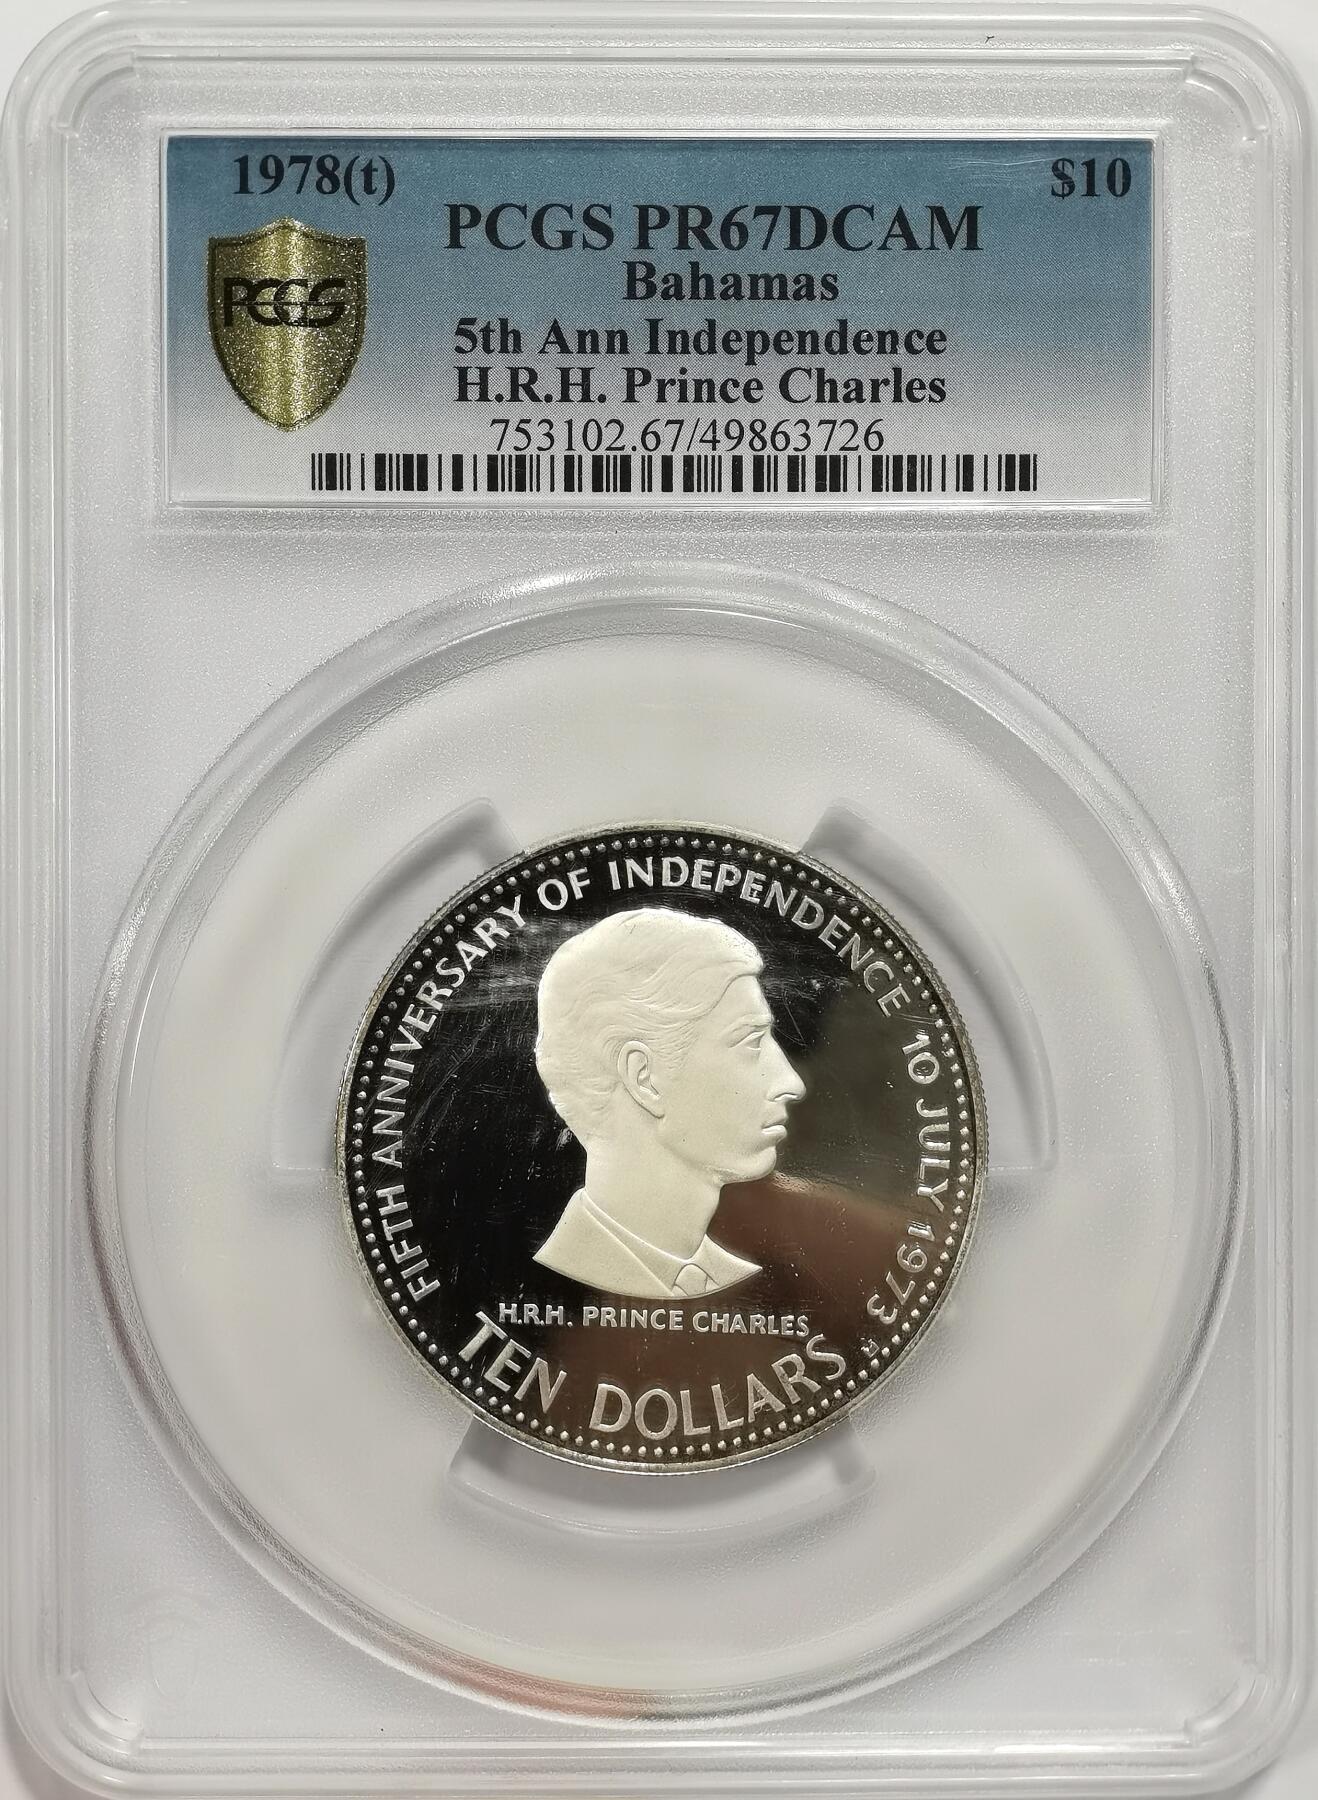 1978(t) $10
PCGS PR67DCAM
Bahamas
5th Ann Independence
H.R.H. Prince Charles
753102.67/49863726
PCGS
FIFTH ANNIVERSARY OF INDEPENDENCE 10 JULY 1973
H.R.H. PRINCE CHARLES
TEN DOLLARS